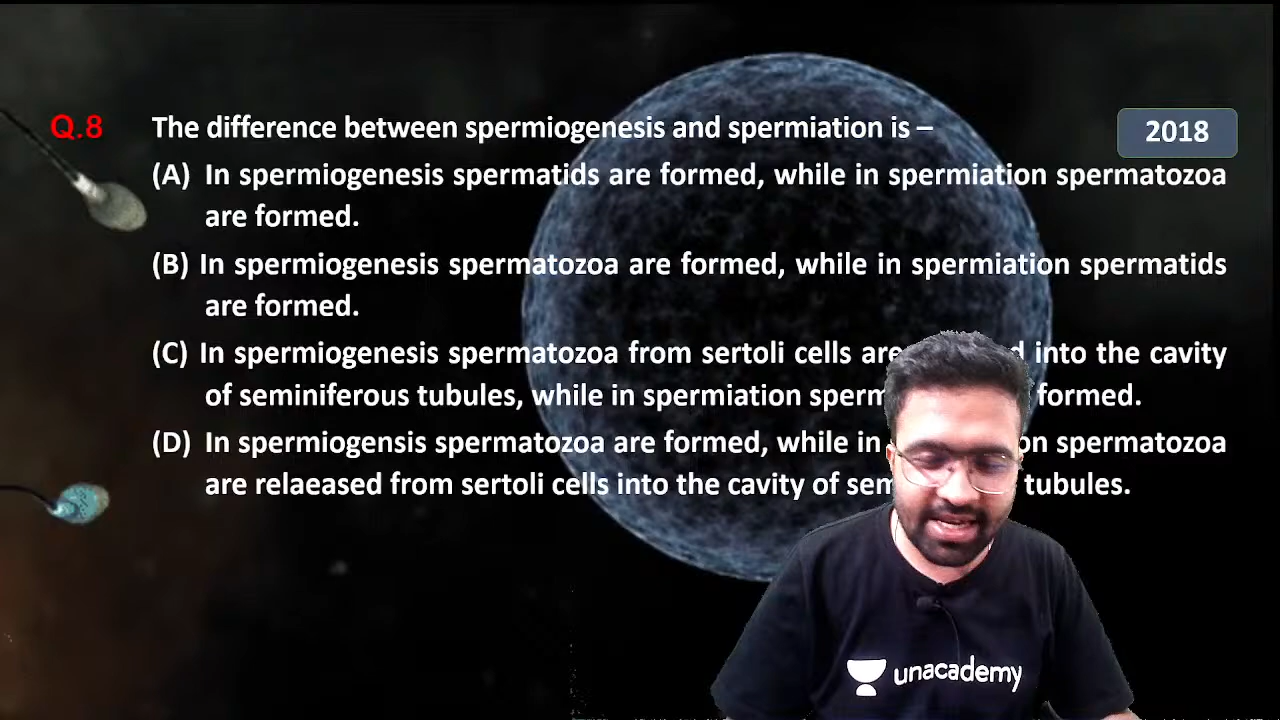 Q.8 The difference between spermiogenesis and spermiation is – 2018
(A) In spermiogenesis spermatids are formed, while in spermiation spermatozoa
are formed.
(B) In spermiogenesis spermatozoa are formed, while in spermiation spermatids
are formed.
(C) In spermiogenesis spermatozoa from sertoli cells are into the cavity
of seminiferous tubules, while in spermiation formed.
(D) In spermiogensis spermatozoa are formed, while in spermatozoa
are relaeased from sertoli cells into the cavity of tubules.
unacademy